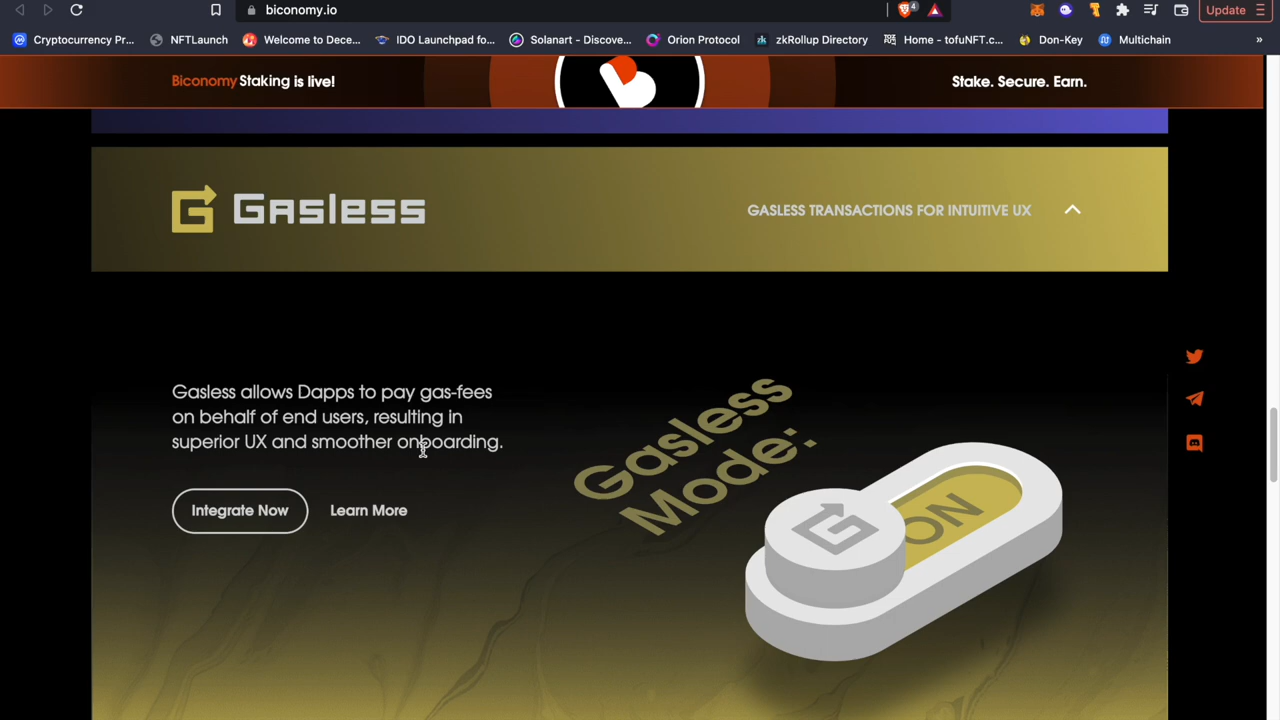 biconomy.io
4
Update
Cryptocurrency Pr...
NFTLaunch
Welcome to Dece...
IDO Launchpad fo...
Solanart - Discove...
Orion Protocol
zkRollup Directory
Home - tofuNFT.c...
Don-Key
Multichain
»
Biconomy Staking is live!
Stake. Secure. Earn.
Gasless
GASLESS TRANSACTIONS FOR INTUITIVE UX
Gasless allows Dapps to pay gas-fees
on behalf of end users, resulting in
superior UX and smoother onboarding.
Integrate Now
Learn More
Gasless
Mode:
ON